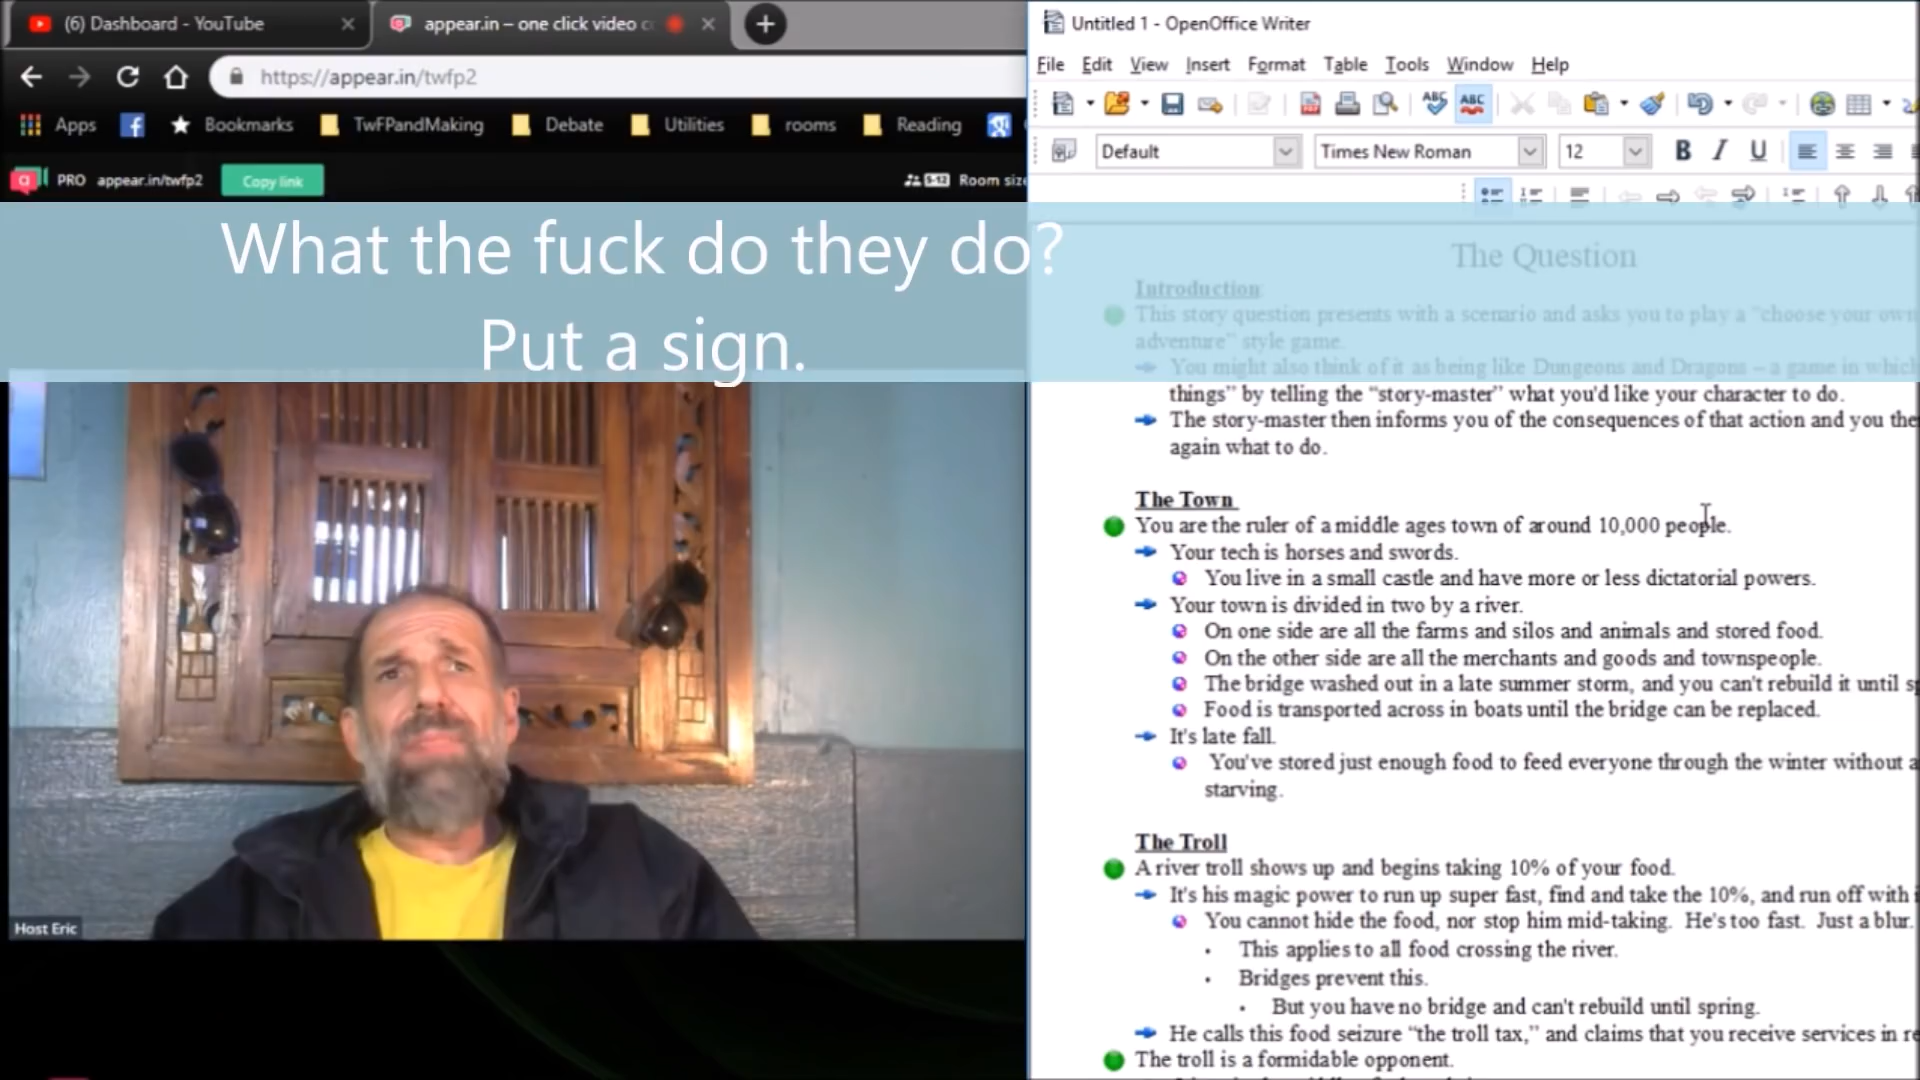 (6) Dashboard - YouTube
appear.in – one click video c
https://appear.in/twfp2
Apps
Bookmarks
TwFPandMaking
Debate
Utilities
rooms
Reading
PRO appear.in/twfp2
Copy link
5-12 Room size
What the fuck do they do?
Put a sign.
Host Eric
Untitled 1 - OpenOffice Writer
File Edit View Insert Format Table Tools Window Help
ABC ABC
Default
Times New Roman
12
B I U
The Question
Introduction:
This story question presents with a scenario and asks you to play a "choose your own
adventure" style game.
You might also think of it as being like Dungeons and Dragons – a game in which
things" by telling the "story-master" what you'd like your character to do.
The story-master then informs you of the consequences of that action and you
again what to do.
The Town
You are the ruler of a middle ages town of around 10,000 people.
Your tech is horses and swords.
You live in a small castle and have more or less dictatorial powers.
Your town is divided in two by a river.
On one side are all the farms and silos and animals and stored food.
On the other side are all the merchants and goods and townspeople.
The bridge washed out in a late summer storm, and you can't rebuild it until
Food is transported across in boats until the bridge can be replaced.
It's late fall.
You've stored just enough food to feed everyone through the winter without a
starving.
The Troll
A river troll shows up and begins taking 10% of your food.
It's his magic power to run up super fast, find and take the 10%, and run off with
You cannot hide the food, nor stop him mid-taking. He's too fast. Just a blur.
This applies to all food crossing the river.
Bridges prevent this.
But you have no bridge and can't rebuild until spring.
He calls this food seizure "the troll tax," and claims that you receive services in
The troll is a formidable opponent.